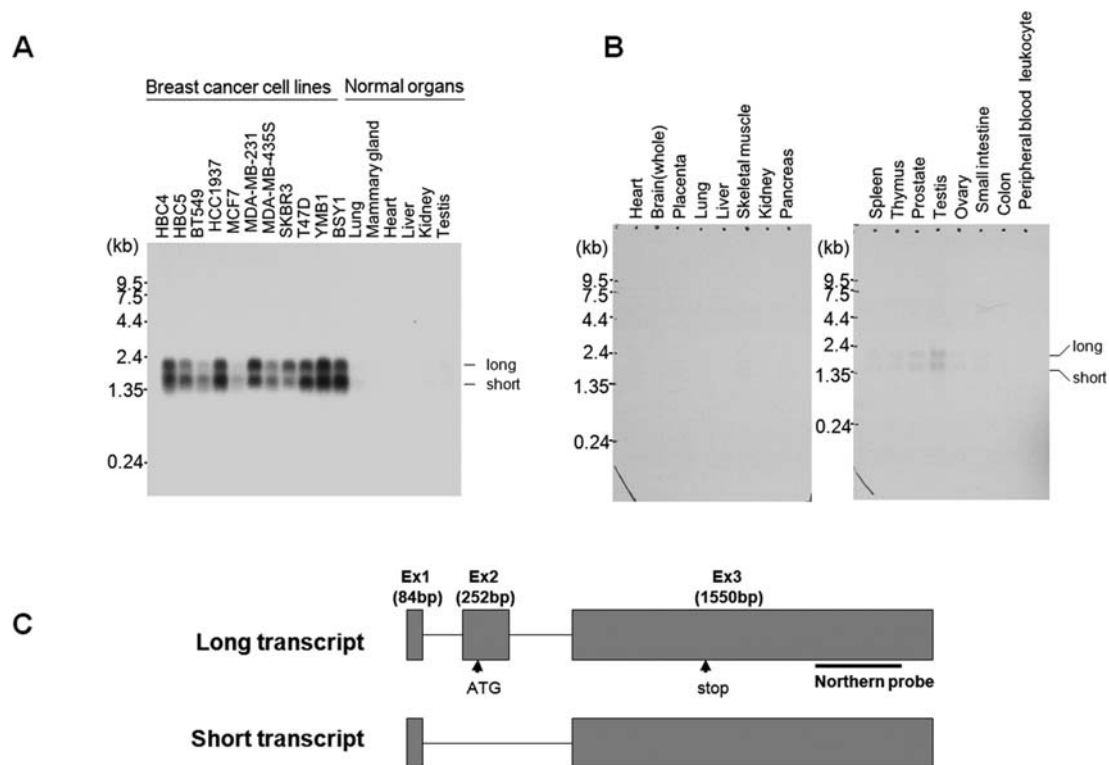 A
Breast cancer cell lines Normal organs
HBC4
HBC5
BT549
HCC1937
MCF7
MDA-MB-231
MDA-MB-435S
SKBR3
T47D
YMB1
BSY1
Lung
Mammary gland
Heart
Liver
Kidney
Testis
(kb)
9.5
7.5
4.4
2.4
1.35
0.24
long
short
B
Heart
Brain(whole)
Placenta
Lung
Liver
Skeletal muscle
Kidney
Pancreas
(kb)
9.5
7.5
4.4
2.4
1.35
0.24
Spleen
Thymus
Prostate
Testis
Ovary
Small intestine
Colon
Peripheral blood leukocyte
(kb)
9.5
7.5
4.4
2.4
1.35
0.24
long
short
C
Ex1 Ex2 Ex3
(84bp) (252bp) (1550bp)
Long transcript
ATG stop Northern probe
Short transcript